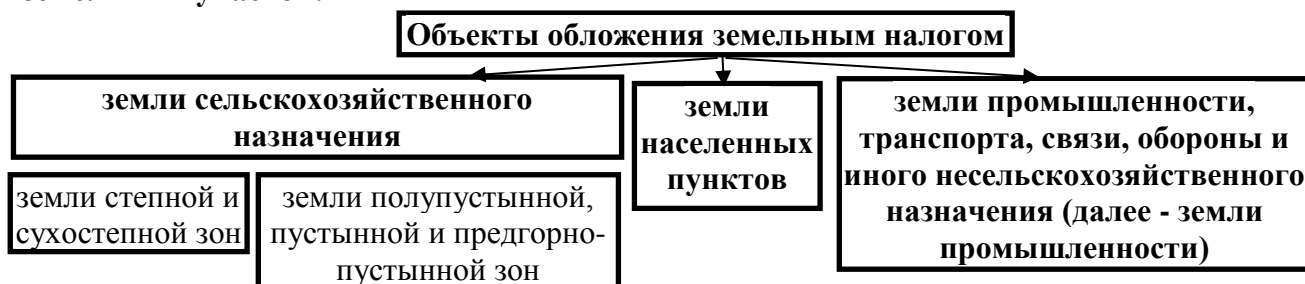 Объекты обложения земельным налогом
земли сельскохозяйственного
назначения
земли
населенных
пунктов
земли промышленности,
транспорта, связи, обороны и
иного несельскохозяйственного
назначения (далее - земли
промышленности)
земли степной и
сухостепной зон
земли полупустынной,
пустынной и предгорно-
пустынной зон